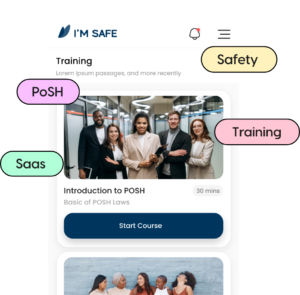 I'M SAFE
Safety
Training
Lorem ipsum passages, and more recently
PoSH
Training
Saas
Introduction to POSH
30 mins
Basic of POSH Laws
Start Course